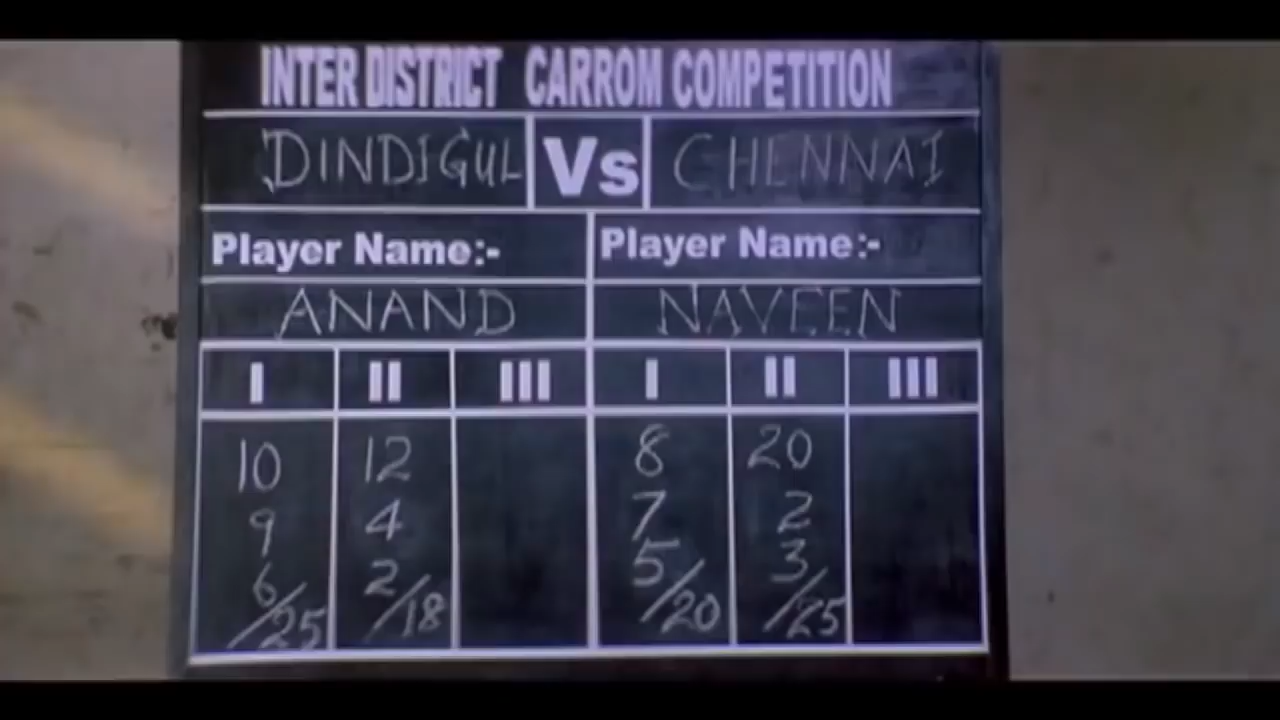 INTER DISTRICT CARROM COMPETITION
DINDIGUL Vs CHENNAI
Player Name:- Player Name:-
ANAND NAVEEN
I II III I II III
10 12 8 20
9 4 7 2
6 2 5 3
/25 /18 /20 /25